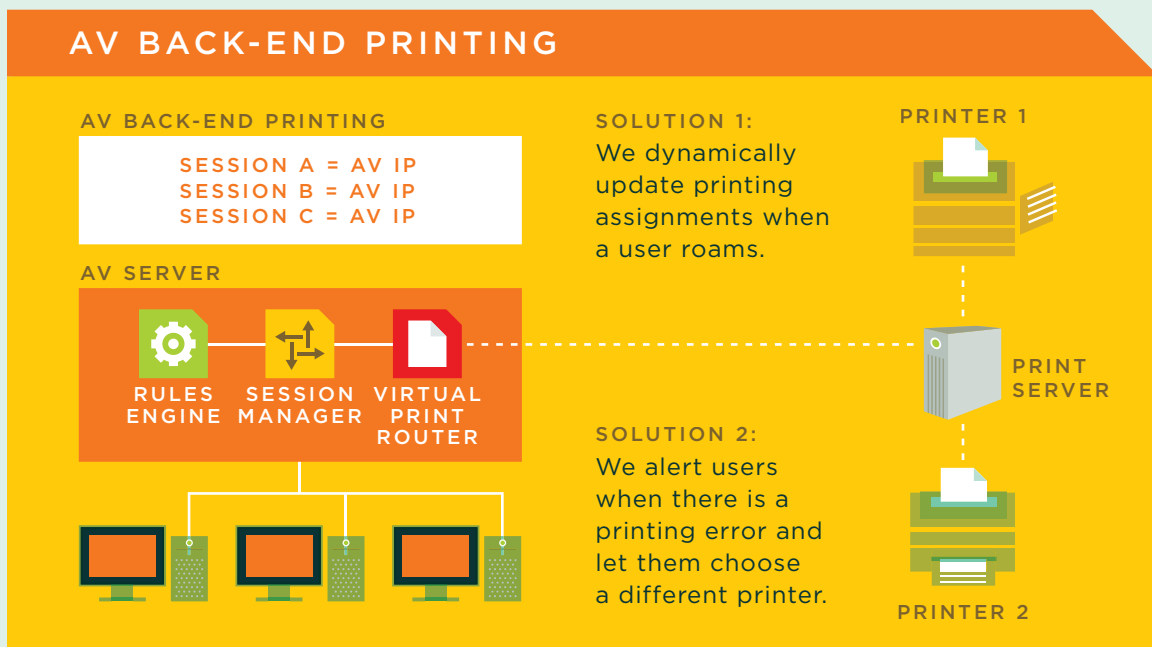 AV BACK-END PRINTING
AV BACK-END PRINTING
SESSION A = AV IP
SESSION B = AV IP
SESSION C = AV IP
AV SERVER
RULES
ENGINE
SESSION
MANAGER
VIRTUAL
PRINT
ROUTER
SOLUTION 1:
We dynamically
update printing
assignments when
a user roams.
SOLUTION 2:
We alert users
when there is a
printing error and
let them choose
a different printer.
PRINTER 1
PRINT
SERVER
PRINTER 2